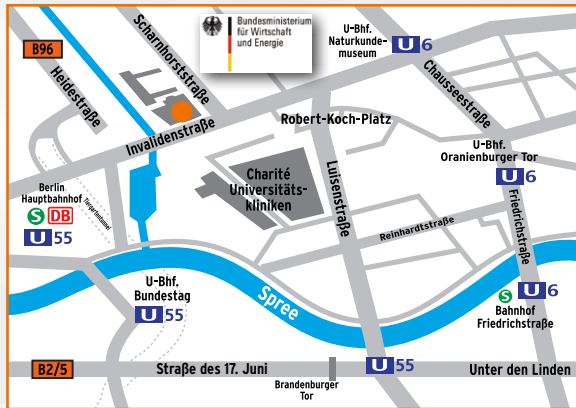 Bundesministerium
für Wirtschaft
und Energie
B96
Heidestraße
Scharnhorststraße
U-Bhf.
Naturkunde-
museum
U 6
Chausseestraße
Invalidenstraße
Robert-Koch-Platz
U-Bhf.
Oranienburger Tor
U 6
Charité
Universitäts-
kliniken
Luisenstraße
Friedrichstraße
Reinhardtstraße
Berlin
Hauptbahnhof
S DB
U 55
Tiergartentunnel
U-Bhf.
Bundestag
U 55
Spree
S U 6
Bahnhof
Friedrichstraße
B2/5
Straße des 17. Juni
Brandenburger
Tor
U 55
Unter den Linden